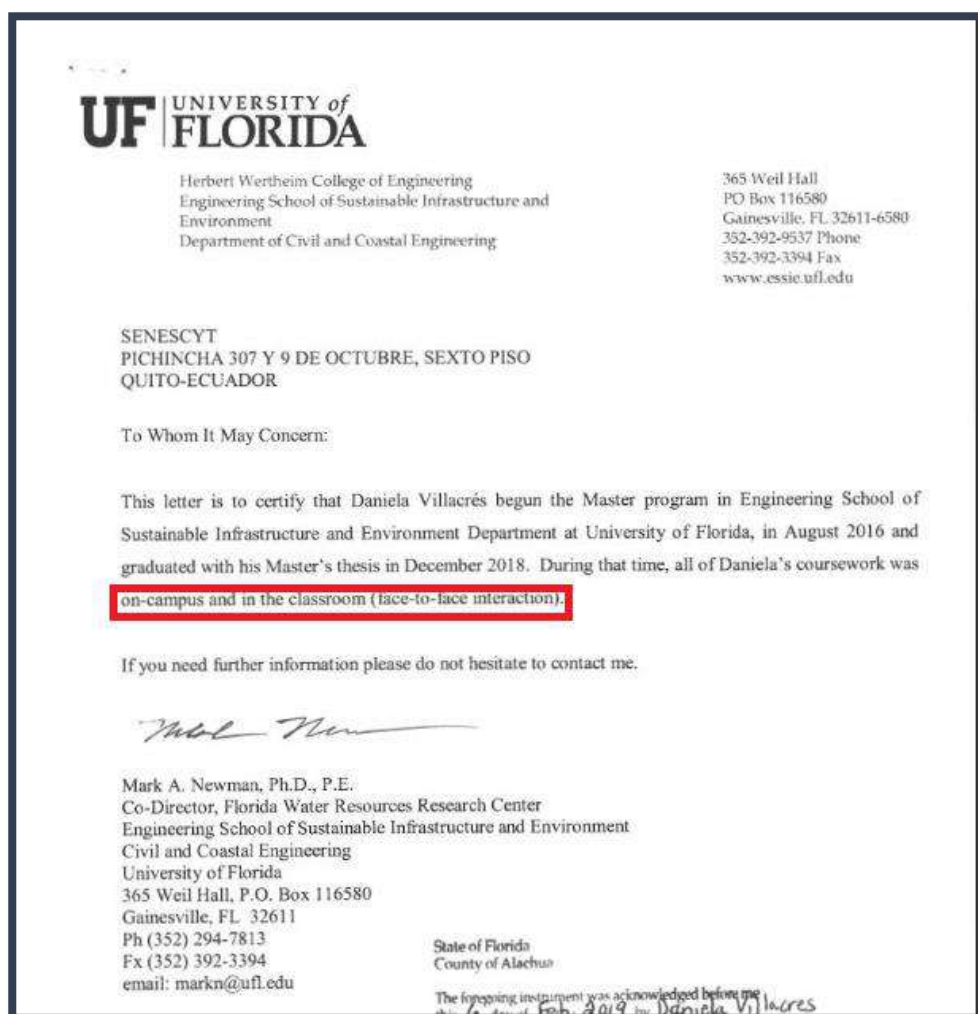 UF UNIVERSITY of
FLORIDA
Herbert Wertheim College of Engineering
Engineering School of Sustainable Infrastructure and
Environment
Department of Civil and Coastal Engineering
365 Weil Hall
PO Box 116580
Gainesville, FL 32611-6580
352-392-9537 Phone
352-392-3394 Fax
www.essie.ufl.edu
SENESCYT
PICHINCHA 307 Y 9 DE OCTUBRE, SEXTO PISO
QUITO-ECUADOR
To Whom It May Concern:
This letter is to certify that Daniela Villacrés begun the Master program in Engineering School of
Sustainable Infrastructure and Environment Department at University of Florida, in August 2016 and
graduated with his Master's thesis in December 2018. During that time, all of Daniela's coursework was
on-campus and in the classroom (face-to-face interaction).
If you need further information please do not hesitate to contact me.
Mark A. Newman, Ph.D., P.E.
Co-Director, Florida Water Resources Research Center
Engineering School of Sustainable Infrastructure and Environment
Civil and Coastal Engineering
University of Florida
365 Weil Hall, P.O. Box 116580
Gainesville, FL 32611
Ph (352) 294-7813
Fx (352) 392-3394
email: markn@ufl.edu
State of Florida
County of Alachua
The foregoing instrument was acknowledged before me
this day of Feb. 2019 by Daniela Villacres